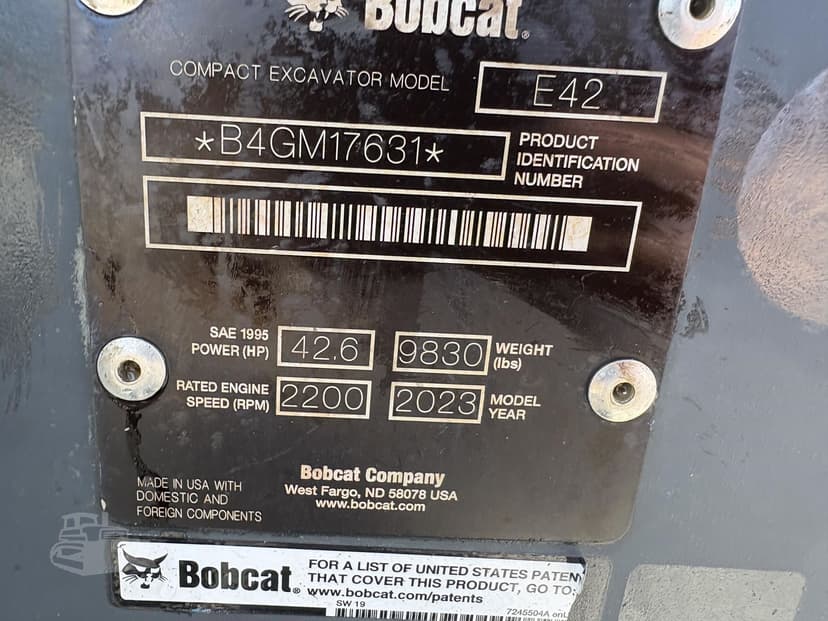 Bobcat®
COMPACT EXCAVATOR MODEL E42
*B4GM17631*
PRODUCT
IDENTIFICATION
NUMBER
SAE 1995
POWER (HP) 42.6
9830 WEIGHT
(lbs)
RATED ENGINE
SPEED (RPM) 2200
2023 MODEL
YEAR
MADE IN USA WITH
DOMESTIC AND
FOREIGN COMPONENTS
Bobcat Company
West Fargo, ND 58078 USA
www.bobcat.com
Bobcat®
FOR A LIST OF UNITED STATES PATEN
THAT COVER THIS PRODUCT, GO TO:
www.bobcat.com/patents
SW 19
7245504A